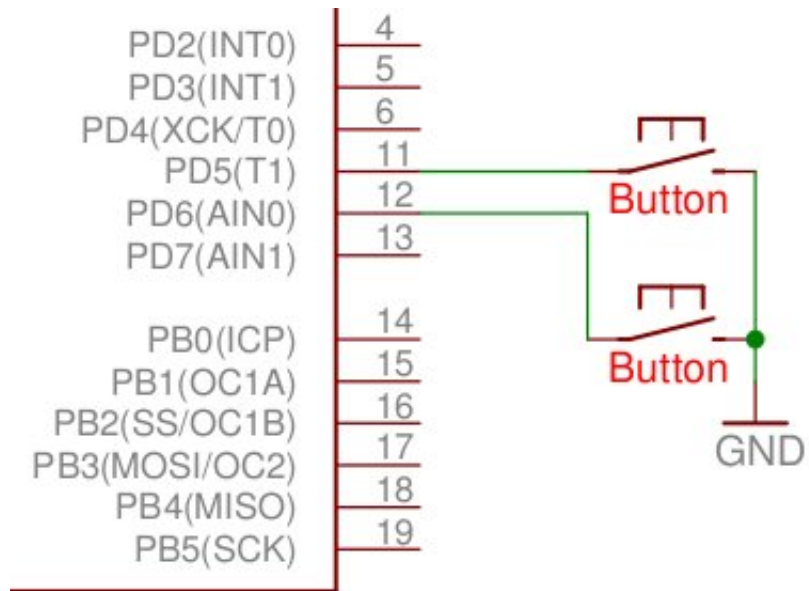 PD2(INT0) 4
PD3(INT1) 5
PD4(XCK/T0) 6
PD5(T1) 11
PD6(AIN0) 12
PD7(AIN1) 13
Button
PB0(ICP) 14
PB1(OC1A) 15
Button
PB2(SS/OC1B) 16
PB3(MOSI/OC2) 17
GND
PB4(MISO) 18
PB5(SCK) 19